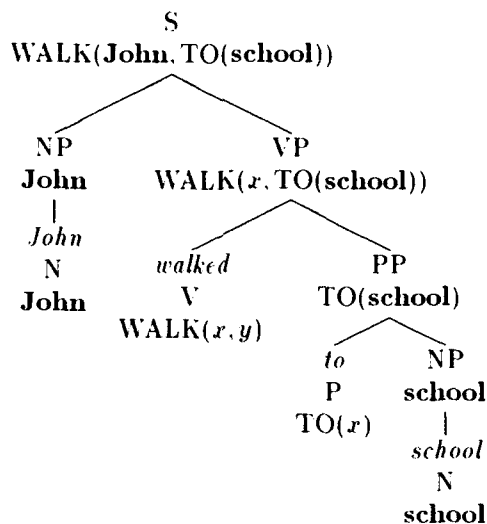 S
WALK(John, TO(school))
NP VP
John WALK(x, TO(school))
John walked PP
N V TO(school)
John WALK(x, y)
to NP
P school
TO(x)
school
N
school